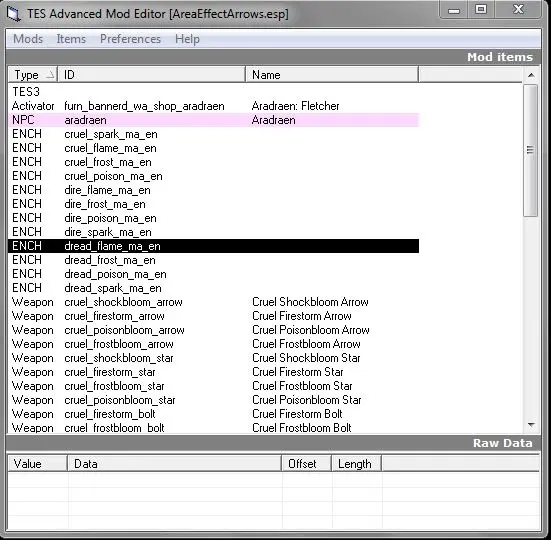 TES Advanced Mod Editor [AreaEffectArrows.esp]
Mods Items Preferences Help
Mod items
Type ID Name
TES3
Activator furn_bannerd_wa_shop_aradraen Aradraen: Fletcher
NPC aradraen Aradraen
ENCH cruel_spark_ma_en
ENCH cruel_flame_ma_en
ENCH cruel_frost_ma_en
ENCH cruel_poison_ma_en
ENCH dire_flame_ma_en
ENCH dire_frost_ma_en
ENCH dire_poison_ma_en
ENCH dire_spark_ma_en
ENCH dread_flame_ma_en
ENCH dread_frost_ma_en
ENCH dread_poison_ma_en
ENCH dread_spark_ma_en
Weapon cruel_shockbloom_arrow Cruel Shockbloom Arrow
Weapon cruel_firestorm_arrow Cruel Firestorm Arrow
Weapon cruel_poisonbloom_arrow Cruel Poisonbloom Arrow
Weapon cruel_frostbloom_arrow Cruel Frostbloom Arrow
Weapon cruel_shockbloom_star Cruel Shockbloom Star
Weapon cruel_firestorm_star Cruel Firestorm Star
Weapon cruel_frostbloom_star Cruel Frostbloom Star
Weapon cruel_poisonbloom_star Cruel Poisonbloom Star
Weapon cruel_firestorm_bolt Cruel Firestorm Bolt
Weapon cruel_frostbloom_bolt Cruel Frostbloom Bolt
Raw Data
Value Data Offset Length